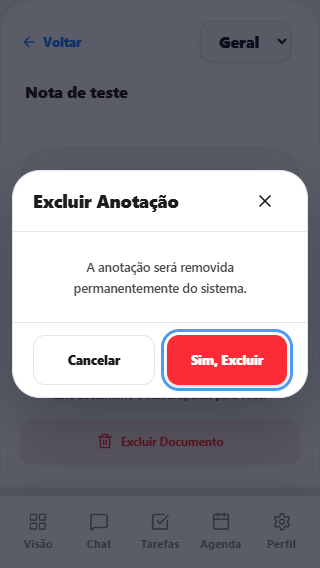 Voltar
Geral
Nota de teste
Excluir Anotação
A anotação será removida
permanentemente do sistema.
Cancelar
Sim, Excluir
Excluir Documento
Visão
Chat
Tarefas
Agenda
Perfil